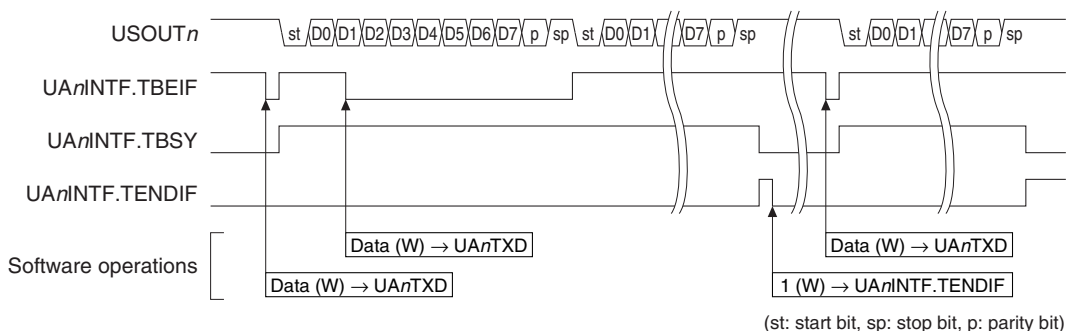 USOUTn
st D0 D1 D2 D3 D4 D5 D6 D7 p sp st D0 D1 D7 p sp st D0 D1 D7 p sp
UAnINTF.TBEIF
UAnINTF.TBSY
UAnINTF.TENDIF
Software operations
Data (W) → UAnTXD
Data (W) → UAnTXD
Data (W) → UAnTXD
1 (W) → UAnINTF.TENDIF
(st: start bit, sp: stop bit, p: parity bit)